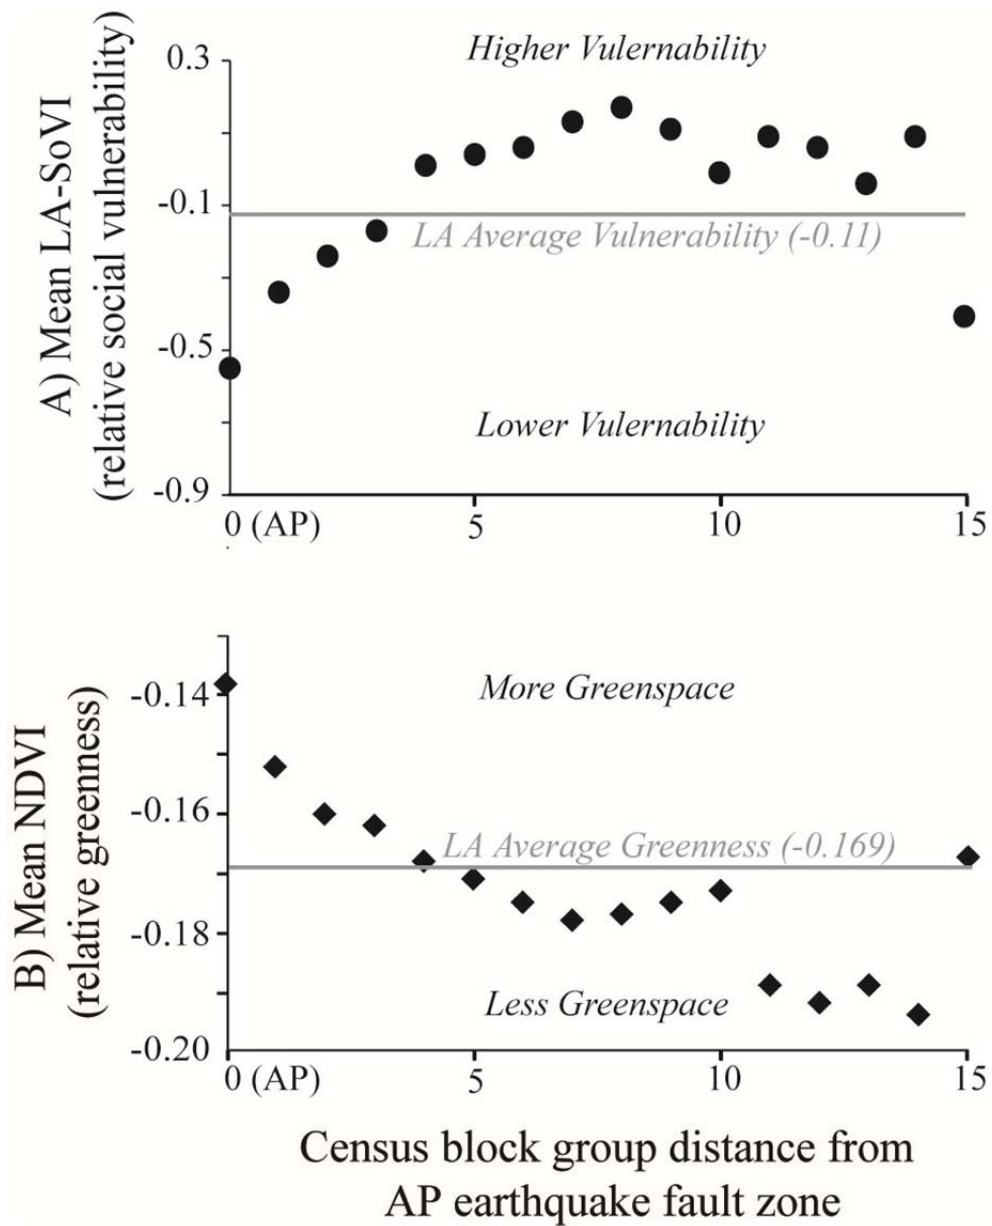 Higher Vulernability
0.3
-0.1
-0.5
-0.9
A) Mean LA-SoVI
(relative social vulnerability)
LA Average Vulnerability (-0.11)
Lower Vulernability
0 (AP)
5
10
15
More Greenspace
-0.14
-0.16
-0.18
-0.20
B) Mean NDVI
(relative greenness)
LA Average Greenness (-0.169)
Less Greenspace
0 (AP)
5
10
15
Census block group distance from
AP earthquake fault zone